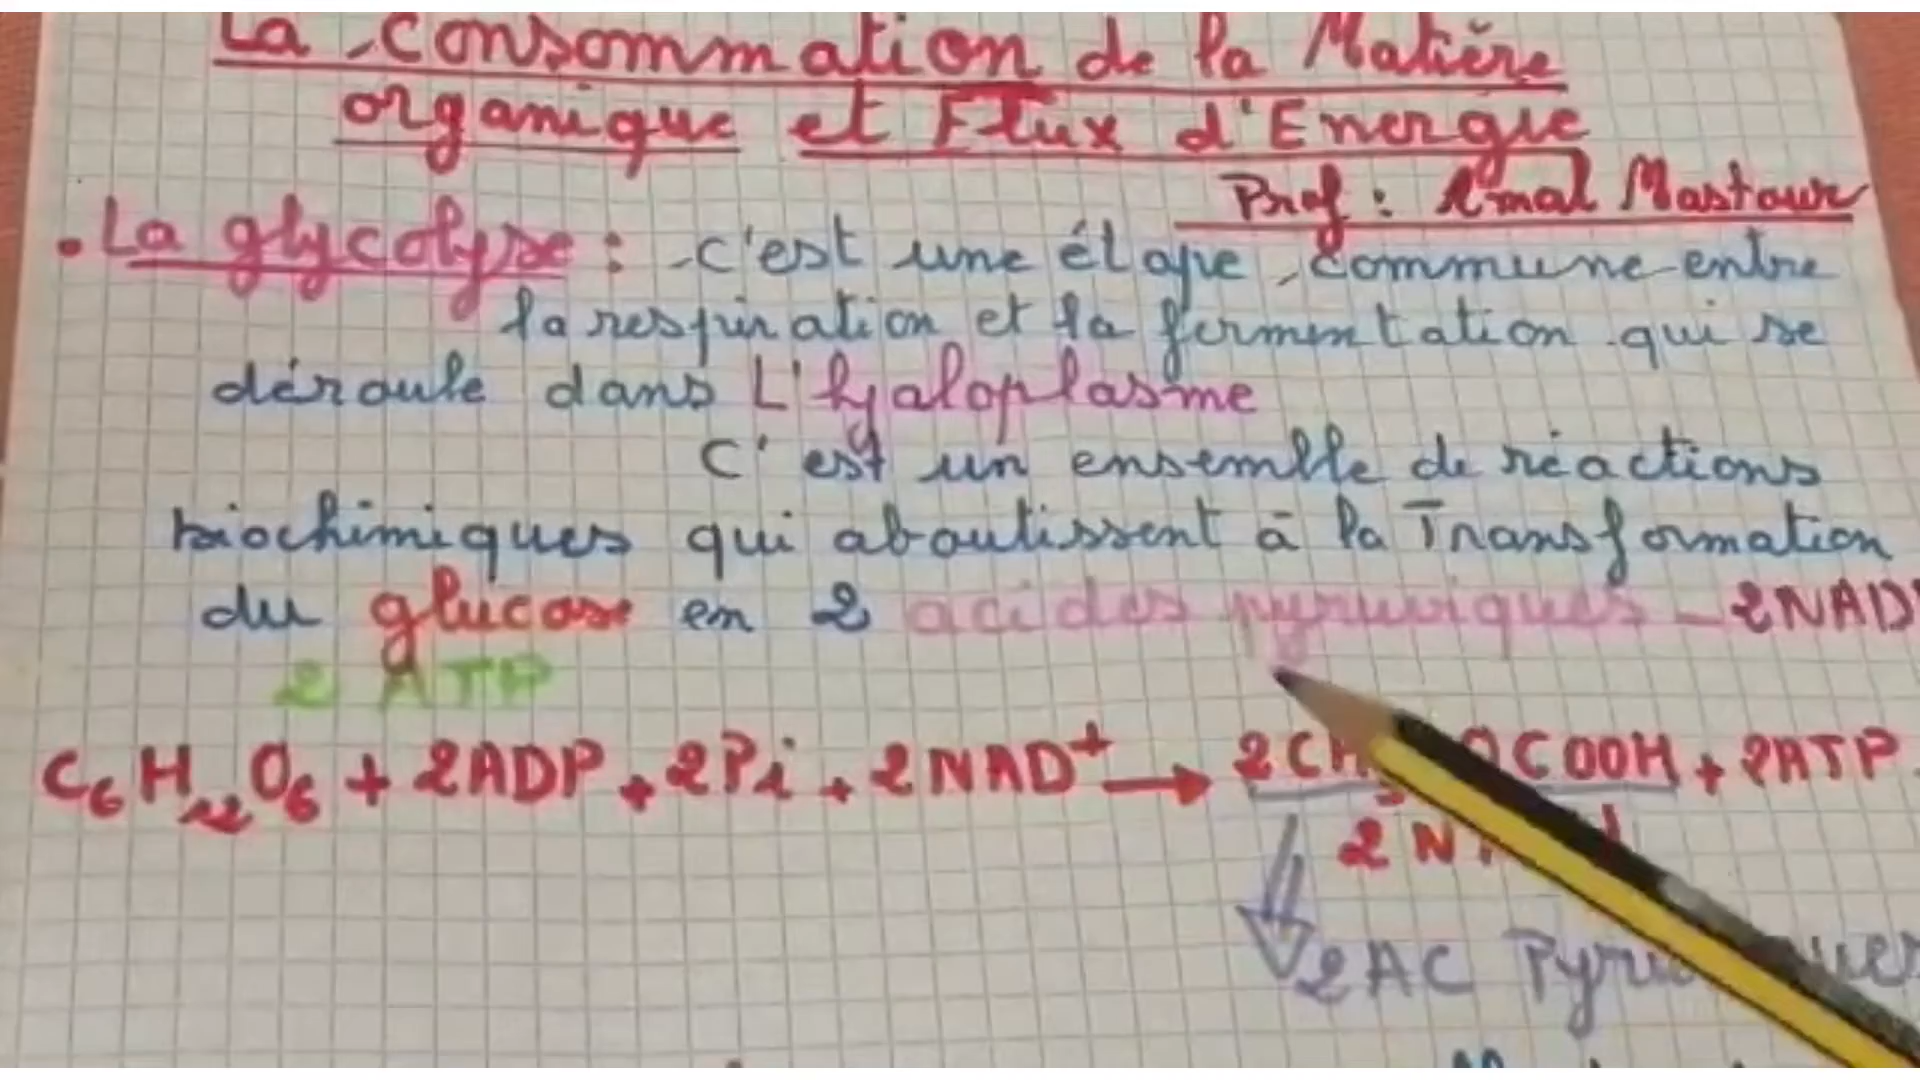 La Consommation de la Matière
organique et Flux d'Energie
Prof : Amal Mastour
• La glycolyse : c'est une étape commune entre
la respiration et la fermentation qui se
déroule dans L'hyaloplasme
C'est un ensemble de réactions
biochimiques qui aboutissent à la Transformation
du glucose en 2 acides pyruviques - 2NAD
2 ATP
C6H12O6 + 2ADP + 2Pi + 2NAD+ → 2CH3 COOH + 2ATP
2N
2AC